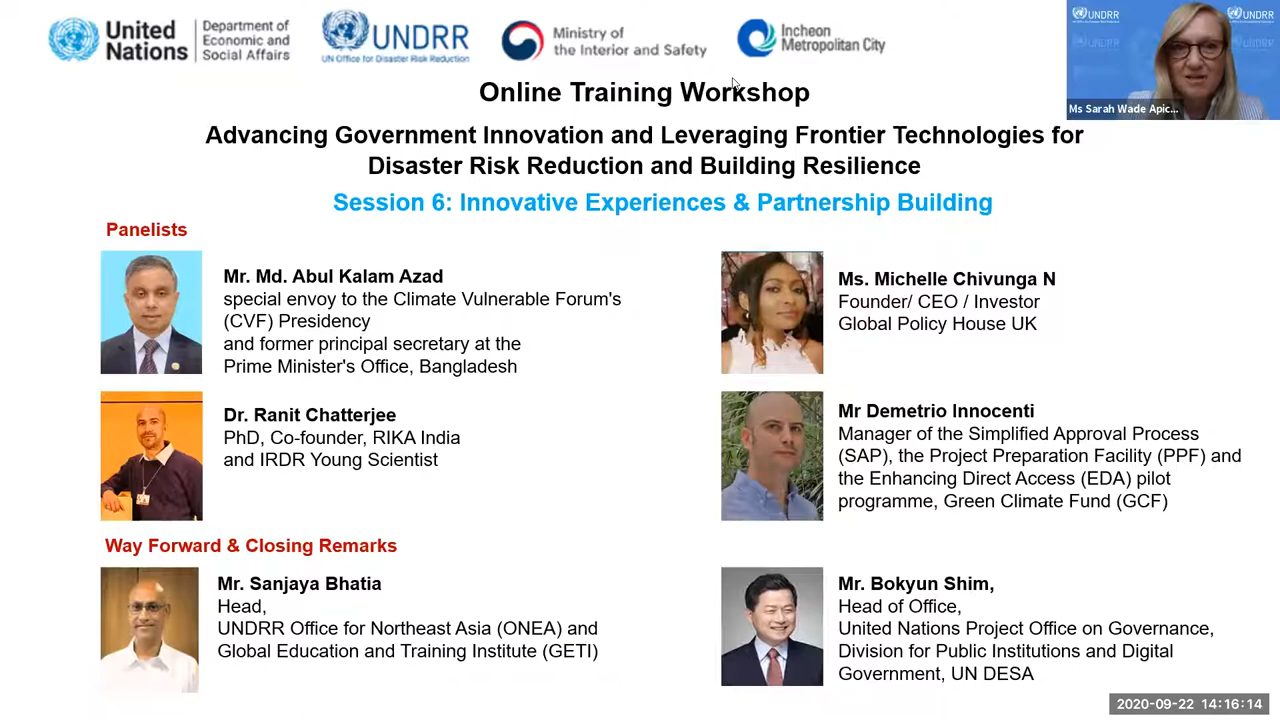 United Nations
Department of Economic and Social Affairs
UNDRR
UN Office for Disaster Risk Reduction
Ministry of the Interior and Safety
Incheon Metropolitan City
UNDRR
UNDRR
UNDRR
Ms Sarah Wade Apic...
Online Training Workshop
Advancing Government Innovation and Leveraging Frontier Technologies for
Disaster Risk Reduction and Building Resilience
Session 6: Innovative Experiences & Partnership Building
Panelists
Mr. Md. Abul Kalam Azad
special envoy to the Climate Vulnerable Forum's
(CVF) Presidency
and former principal secretary at the
Prime Minister's Office, Bangladesh
Ms. Michelle Chivunga N
Founder/ CEO / Investor
Global Policy House UK
Dr. Ranit Chatterjee
PhD, Co-founder, RIKA India
and IRDR Young Scientist
Mr Demetrio Innocenti
Manager of the Simplified Approval Process
(SAP), the Project Preparation Facility (PPF) and
the Enhancing Direct Access (EDA) pilot
programme, Green Climate Fund (GCF)
Way Forward & Closing Remarks
Mr. Sanjaya Bhatia
Head,
UNDRR Office for Northeast Asia (ONEA) and
Global Education and Training Institute (GETI)
Mr. Bokyun Shim,
Head of Office,
United Nations Project Office on Governance,
Division for Public Institutions and Digital
Government, UN DESA
2020-09-22 14:16:14